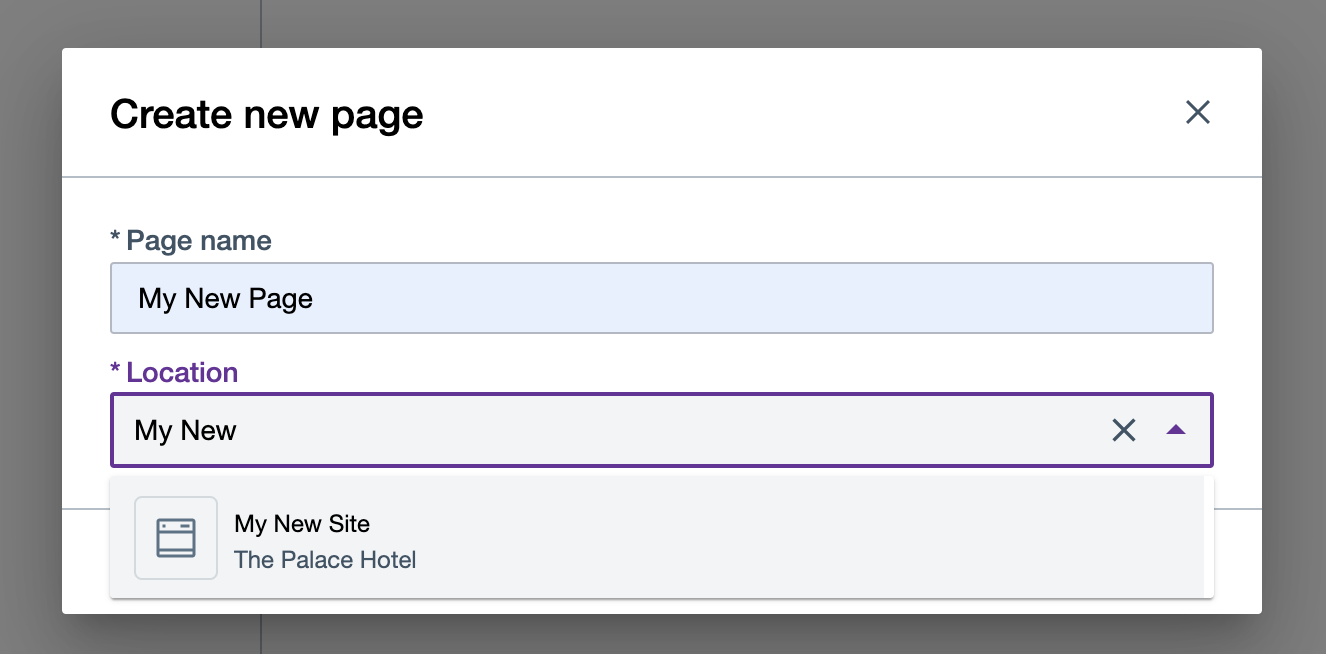 Create new page
* Page name
My New Page
* Location
My New
My New Site
The Palace Hotel